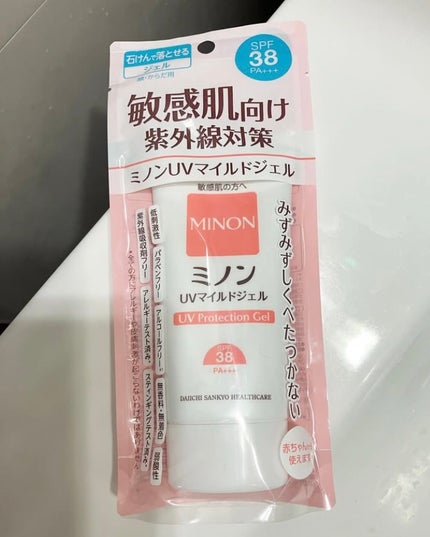 石けんで落とせる
ジェル
顔・からだ用
SPF
38
PA+++
敏感肌向け
紫外線対策
ミノンUVマイルドジェル
敏感肌の方へ
MINON
ミノン
UVマイルドジェル
UV Protection Gel
SPF
38
PA+++
DAIICHI SANKYO HEALTHCARE
みずみずしくべたつかない
低刺激性
パラベンフリー
アルコールフリー
無香料・無着色
弱酸性
紫外線吸収剤フリー
アレルギーテスト済み
スティンギングテスト済み
赤ちゃん
使えます